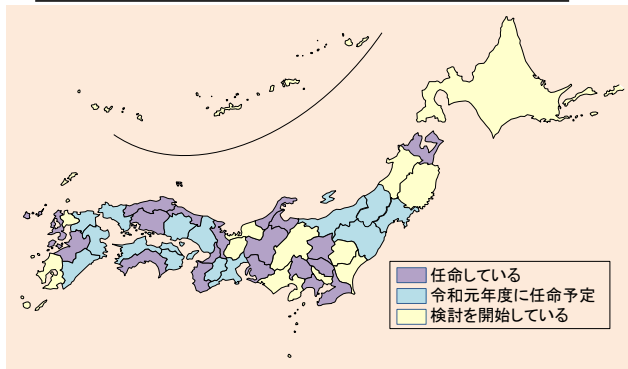 任命している
令和元年度に任命予定
検討を開始している